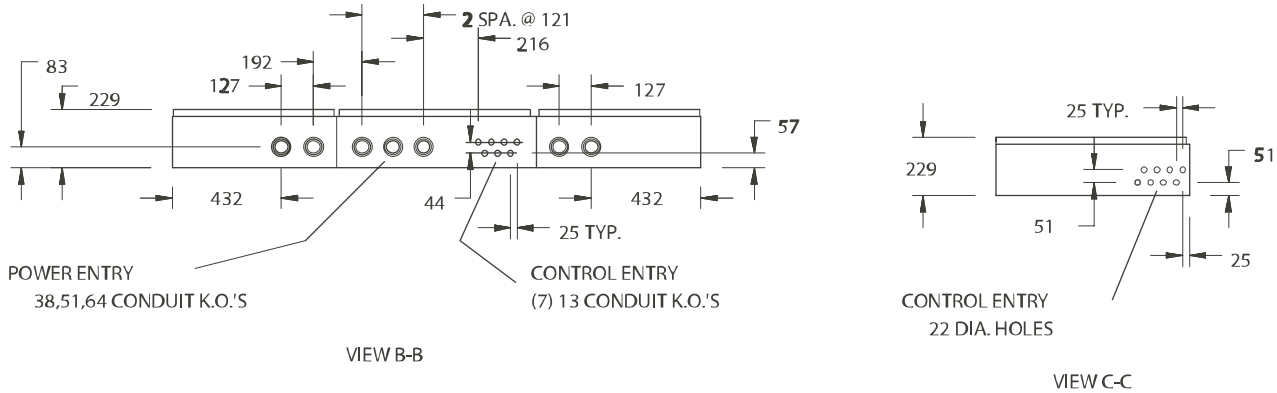 2 SPA. @ 121
216
192
83
127
127
229
25 TYP.
57
51
229
432
44
432
51
25 TYP.
25
POWER ENTRY
38,51,64 CONDUIT K.O.'S
CONTROL ENTRY
(7) 13 CONDUIT K.O.'S
CONTROL ENTRY
22 DIA. HOLES
VIEW B-B
VIEW C-C